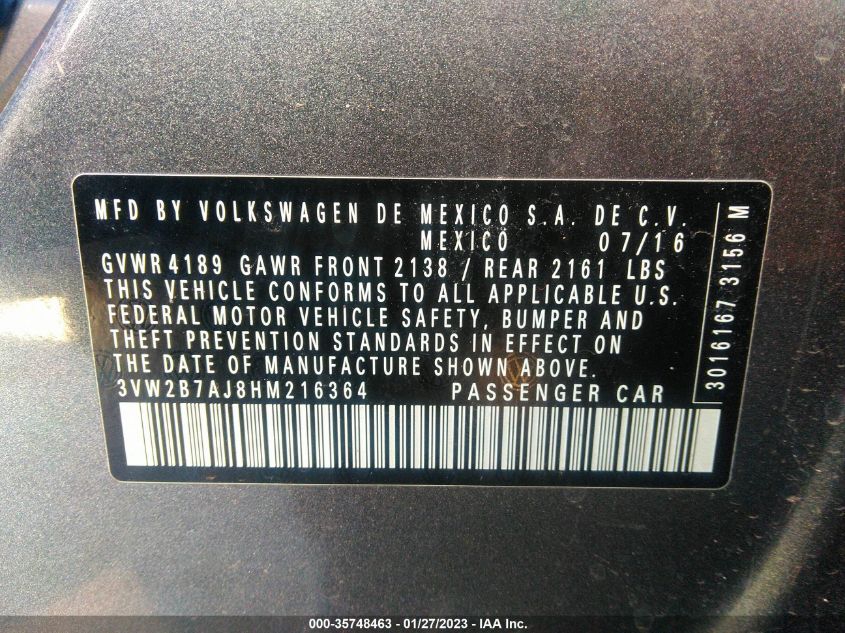 MFD BY VOLKSWAGEN DE MEXICO S.A. DE C.V.
MEXICO 07/16
GVWR 4189 GAWR FRONT 2138 / REAR 2161 LBS
THIS VEHICLE CONFORMS TO ALL APPLICABLE U.S.
FEDERAL MOTOR VEHICLE SAFETY, BUMPER AND
THEFT PREVENTION STANDARDS IN EFFECT ON
THE DATE OF MANUFACTURE SHOWN ABOVE.
3VW2B7AJ8HM216364 PASSENGER CAR
3016167 3156 M
000-35748463 - 01/27/2023 - IAA Inc.